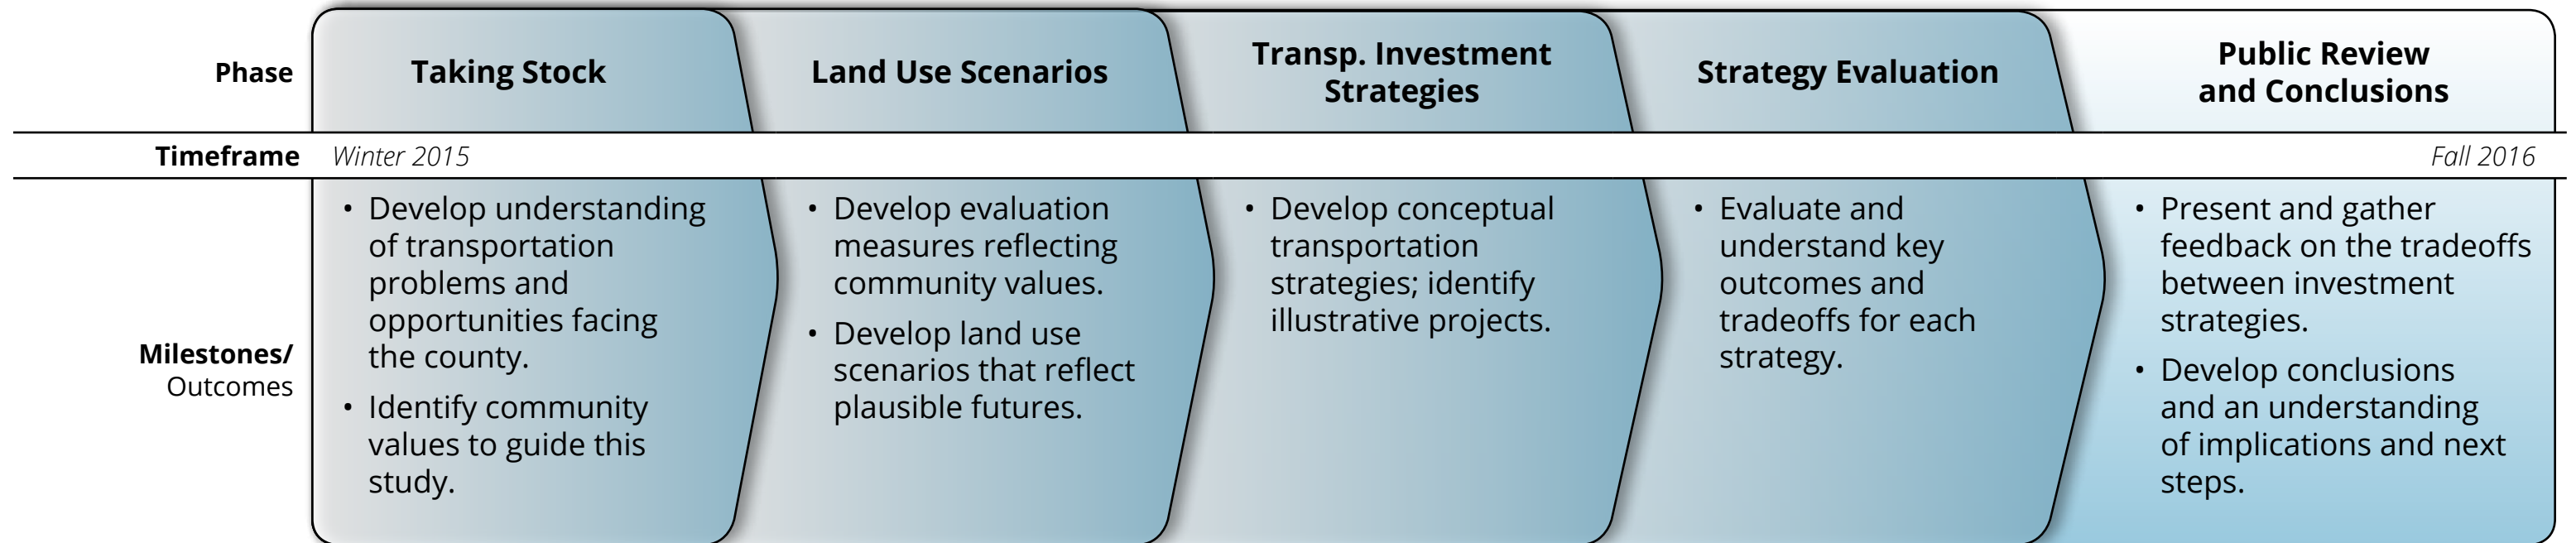 Phase
Taking Stock
Land Use Scenarios
Transp. Investment
Strategies
Strategy Evaluation
Public Review
and Conclusions
Timeframe
Winter 2015
Fall 2016
Milestones/
Outcomes
• Develop understanding
of transportation
problems and
opportunities facing
the county.
• Identify community
values to guide this
study.
• Develop evaluation
measures reflecting
community values.
• Develop land use
scenarios that reflect
plausible futures.
• Develop conceptual
transportation
strategies; identify
illustrative projects.
• Evaluate and
understand key
outcomes and
tradeoffs for each
strategy.
• Present and gather
feedback on the tradeoffs
between investment
strategies.
• Develop conclusions
and an understanding
of implications and next
steps.